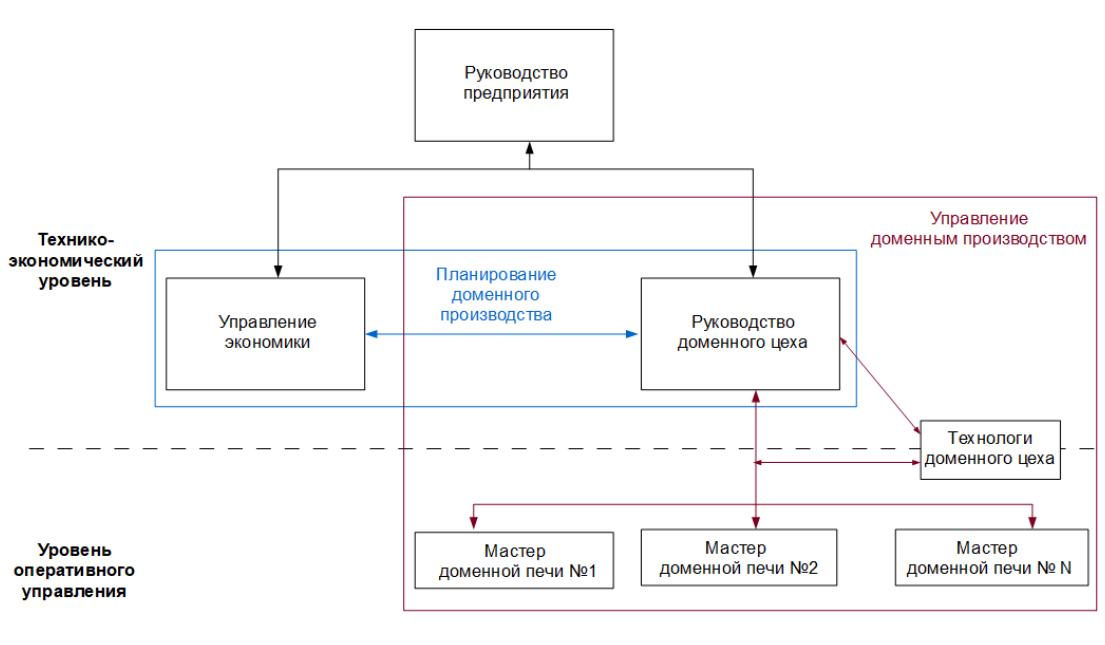 Руководство
предприятия
Управление
доменным производством
Технико-
экономический
уровень
Планирование
доменного
производства
Управление
экономики
Руководство
доменного цеха
Технологи
доменного цеха
Уровень
оперативного
управления
Мастер
доменной печи №1
Мастер
доменной печи №2
Мастер
доменной печи № N